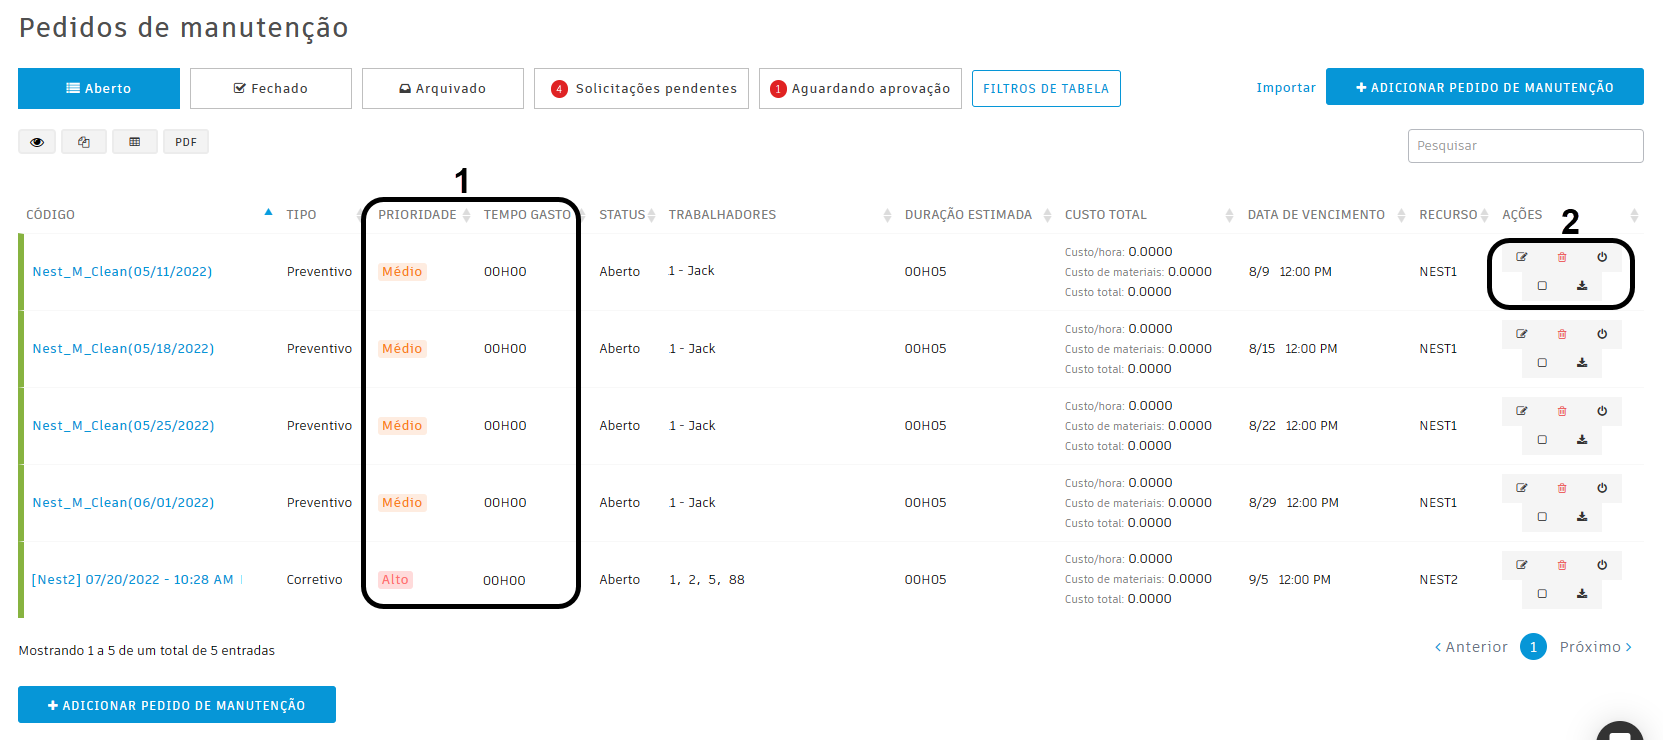 Pedidos de manutenção
Aberto
Fechado
Arquivado
4 Solicitações pendentes
1 Aguardando aprovação
FILTROS DE TABELA
Importar
ADICIONAR PEDIDO DE MANUTENÇÃO
PDF
Pesquisar
1
CÓDIGO TIPO PRIORIDADE TEMPO GASTO STATUS TRABALHADORES DURAÇÃO ESTIMADA CUSTO TOTAL DATA DE VENCIMENTO RECURSO AÇÕES
2
Custo/hora: 0.0000
Nest_M_Clean(05/11/2022) Preventivo Médio 00H00 Aberto 1 - Jack 00H05 Custo de materiais: 0.0000 8/9 12:00 PM NEST1
Custo total: 0.0000
Custo/hora: 0.0000
Nest_M_Clean(05/18/2022) Preventivo Médio 00H00 Aberto 1 - Jack 00H05 Custo de materiais: 0.0000 8/15 12:00 PM NEST1
Custo total: 0.0000
Custo/hora: 0.0000
Nest_M_Clean(05/25/2022) Preventivo Médio 00H00 Aberto 1 - Jack 00H05 Custo de materiais: 0.0000 8/22 12:00 PM NEST1
Custo total: 0.0000
Custo/hora: 0.0000
Nest_M_Clean(06/01/2022) Preventivo Médio 00H00 Aberto 1 - Jack 00H05 Custo de materiais: 0.0000 8/29 12:00 PM NEST1
Custo total: 0.0000
Custo/hora: 0.0000
[Nest2] 07/20/2022 - 10:28 AM Corretivo Alto 00H00 Aberto 1, 2, 5, 88 00H05 Custo de materiais: 0.0000 9/5 12:00 PM NEST2
Custo total: 0.0000
Mostrando 1 a 5 de um total de 5 entradas
Anterior 1 Próximo
ADICIONAR PEDIDO DE MANUTENÇÃO